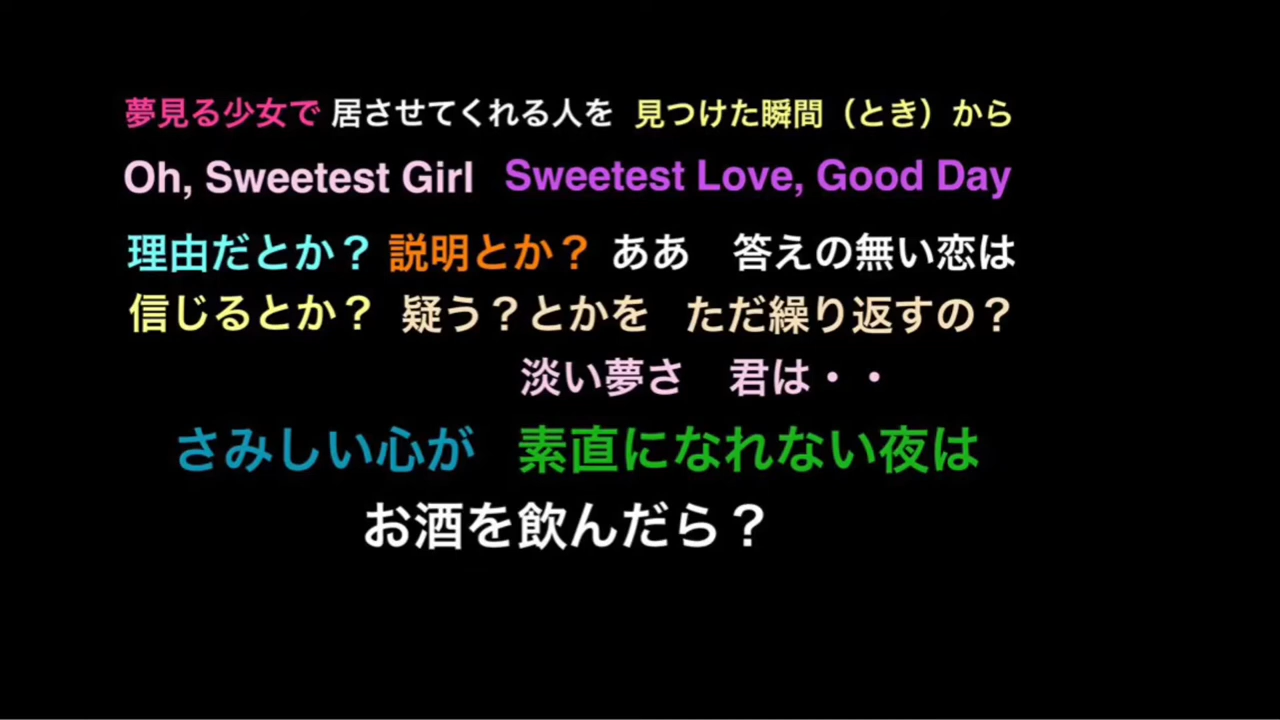 夢見る少女で 居させてくれる人を 見つけた瞬間（とき）から
Oh, Sweetest Girl Sweetest Love, Good Day
理由だとか？ 説明とか？ ああ 答えの無い恋は
信じるとか？ 疑う？とかを ただ繰り返すの？
淡い夢さ 君は・・
さみしい心が 素直になれない夜は
お酒を飲んだら？